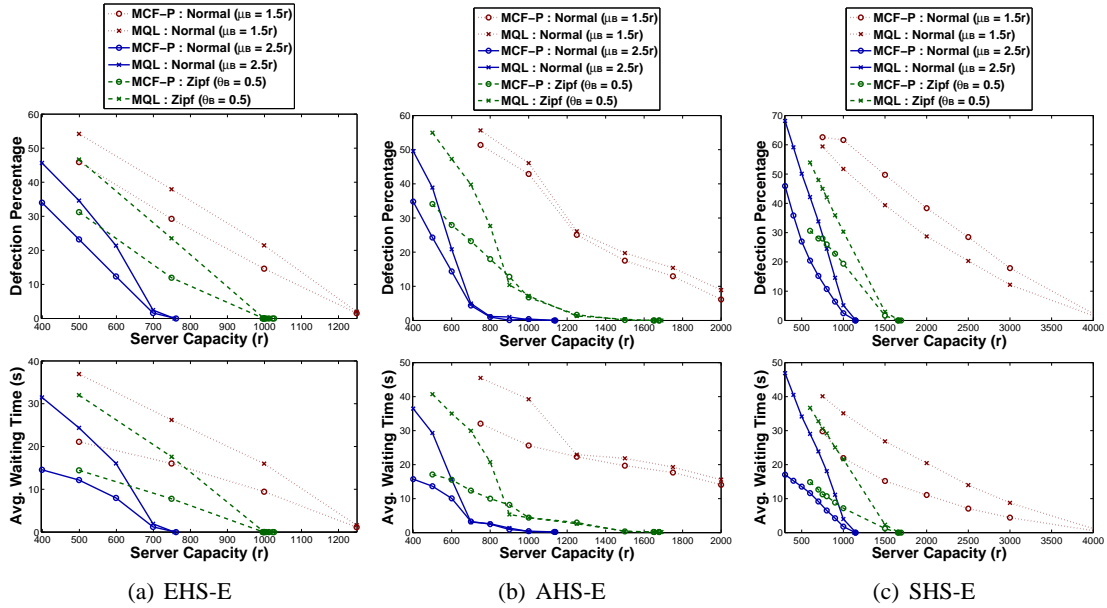 MCF-P : Normal (μB = 1.5r)
MQL : Normal (μB = 1.5r)
MCF-P : Normal (μB = 2.5r)
MQL : Normal (μB = 2.5r)
MCF-P : Zipf (θB = 0.5)
MQL : Zipf (θB = 0.5)
60
50
40
30
20
10
0
Defection Percentage
400 500 600 700 800 900 1000 1100 1200
Server Capacity (r)
40
30
20
10
0
Avg. Waiting Time (s)
400 500 600 700 800 900 1000 1100 1200
Server Capacity (r)
(a) EHS-E
MCF-P : Normal (μB = 1.5r)
MQL : Normal (μB = 1.5r)
MCF-P : Normal (μB = 2.5r)
MQL : Normal (μB = 2.5r)
MCF-P : Zipf (θB = 0.5)
MQL : Zipf (θB = 0.5)
60
50
40
30
20
10
0
Defection Percentage
400 600 800 1000 1200 1400 1600 1800 2000
Server Capacity (r)
50
40
30
20
10
0
Avg. Waiting Time (s)
400 600 800 1000 1200 1400 1600 1800 2000
Server Capacity (r)
(b) AHS-E
MCF-P : Normal (μB = 1.5r)
MQL : Normal (μB = 1.5r)
MCF-P : Normal (μB = 2.5r)
MQL : Normal (μB = 2.5r)
MCF-P : Zipf (θB = 0.5)
MQL : Zipf (θB = 0.5)
70
60
50
40
30
20
10
0
Defection Percentage
500 1000 1500 2000 2500 3000 3500 4000
Server Capacity (r)
50
40
30
20
10
0
Avg. Waiting Time (s)
500 1000 1500 2000 2500 3000 3500 4000
Server Capacity (r)
(c) SHS-E